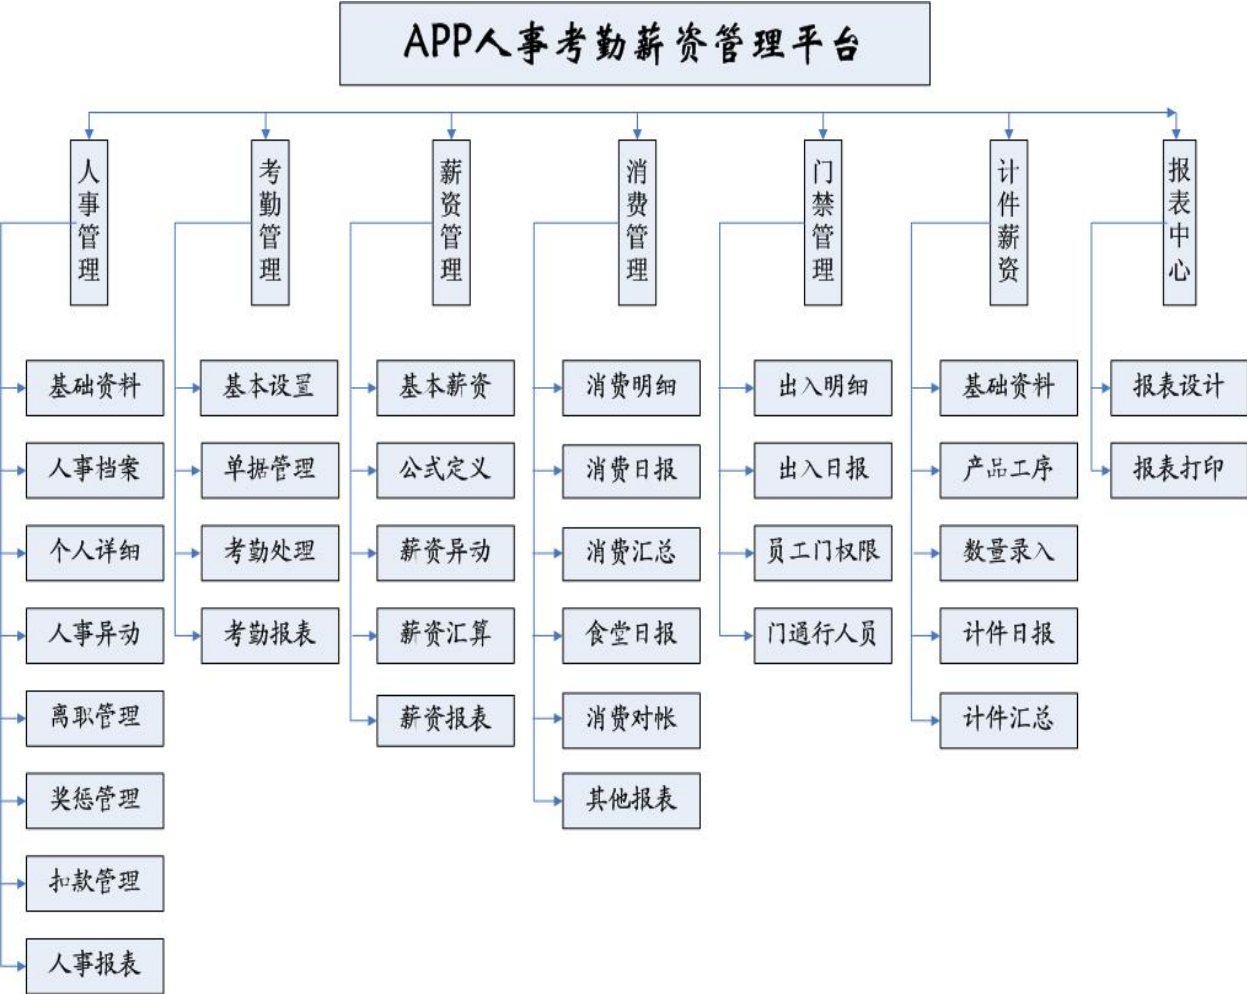 APP人事考勤薪资管理平台
人事管理
考勤管理
薪资管理
消费管理
门禁管理
计件薪资
报表中心
基础资料
人事档案
个人详细
人事异动
离职管理
奖惩管理
扣款管理
人事报表
基本设置
单据管理
考勤处理
考勤报表
基本薪资
公式定义
薪资异动
薪资汇算
薪资报表
消费明细
消费日报
消费汇总
食堂日报
消费对帐
其他报表
出入明细
出入日报
员工门权限
门通行人员
基础资料
产品工序
数量录入
计件日报
计件汇总
报表设计
报表打印